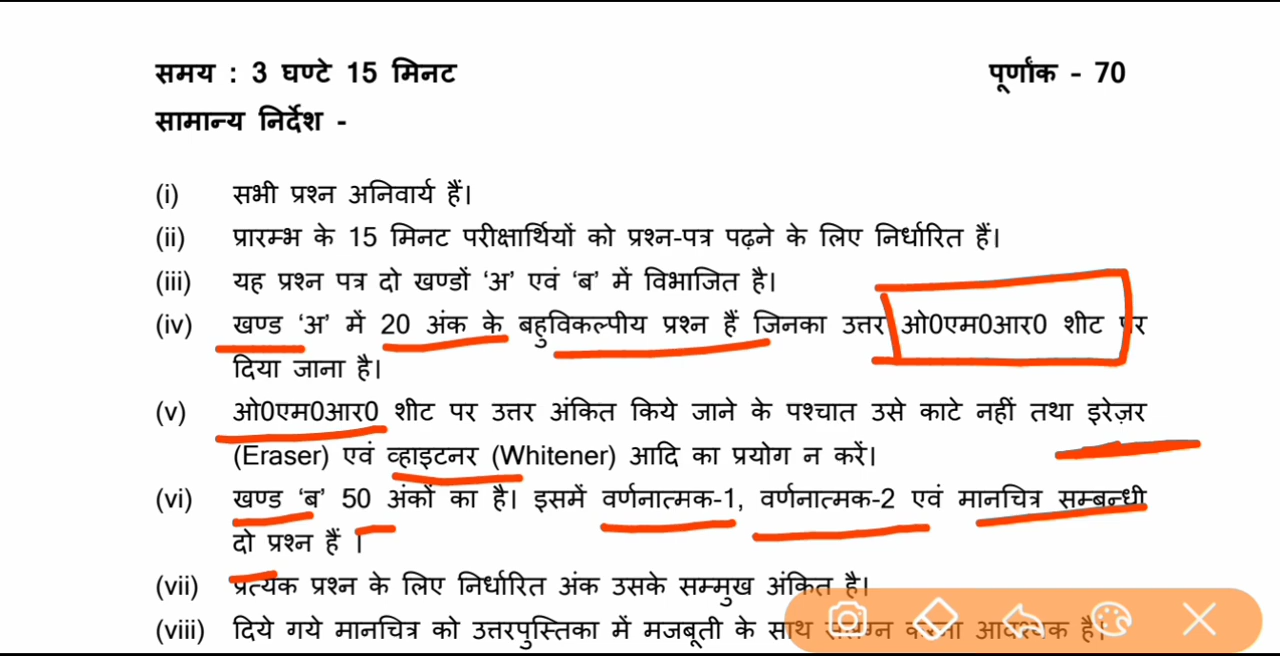 समय : 3 घण्टे 15 मिनट पूर्णांक - 70
सामान्य निर्देश -
(i) सभी प्रश्न अनिवार्य हैं।
(ii) प्रारम्भ के 15 मिनट परीक्षार्थियों को प्रश्न-पत्र पढ़ने के लिए निर्धारित हैं।
(iii) यह प्रश्न पत्र दो खण्डों ‘अ’ एवं ‘ब’ में विभाजित है।
(iv) खण्ड ‘अ’ में 20 अंक के बहुविकल्पीय प्रश्न हैं जिनका उत्तर ओ0एम0आर0 शीट पर
दिया जाना है।
(v) ओ0एम0आर0 शीट पर उत्तर अंकित किये जाने के पश्चात उसे काटे नहीं तथा इरेज़र
(Eraser) एवं व्हाइटनर (Whitener) आदि का प्रयोग न करें।
(vi) खण्ड ‘ब’ 50 अंकों का है। इसमें वर्णनात्मक-1, वर्णनात्मक-2 एवं मानचित्र सम्बन्धी
दो प्रश्न हैं ।
(vii) प्रत्येक प्रश्न के लिए निर्धारित अंक उसके सम्मुख अंकित है।
(viii) दिये गये मानचित्र को उत्तरपुस्तिका में मजबूती के साथ संलग्न करना आवश्यक है।